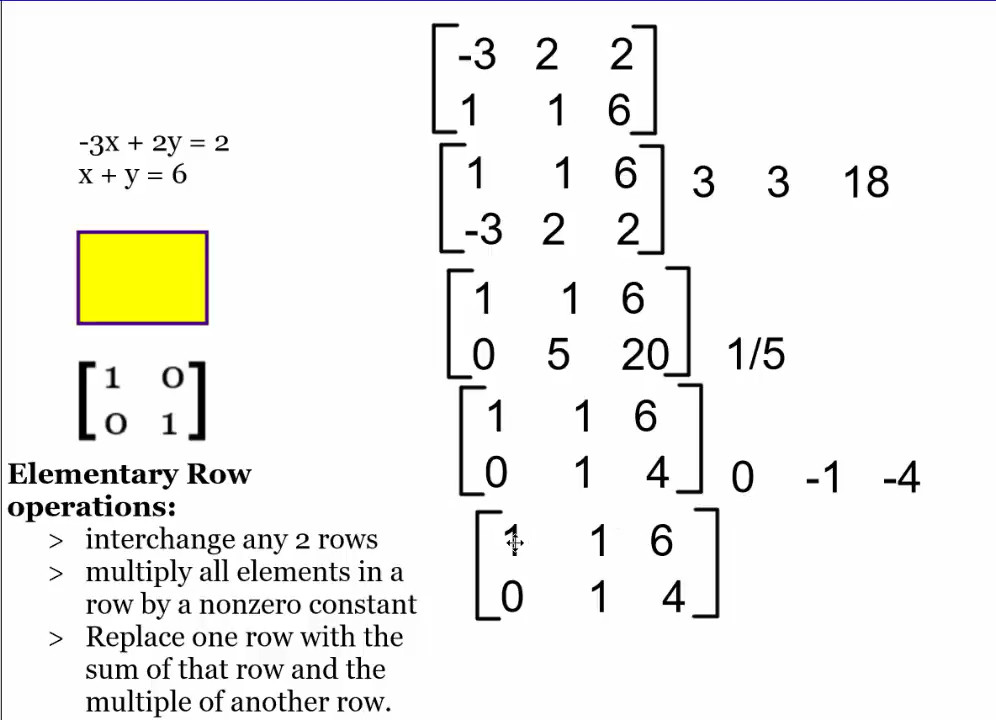 -3x + 2y = 2
x + y = 6
1 0
0 1
Elementary Row
operations:
> interchange any 2 rows
> multiply all elements in a
row by a nonzero constant
> Replace one row with the
sum of that row and the
multiple of another row.
-3 2 2
1 1 6
1 1 6 3 3 18
-3 2 2
1 1 6
0 5 20 1/5
1 1 6
0 1 4 0 -1 -4
1 1 6
0 1 4